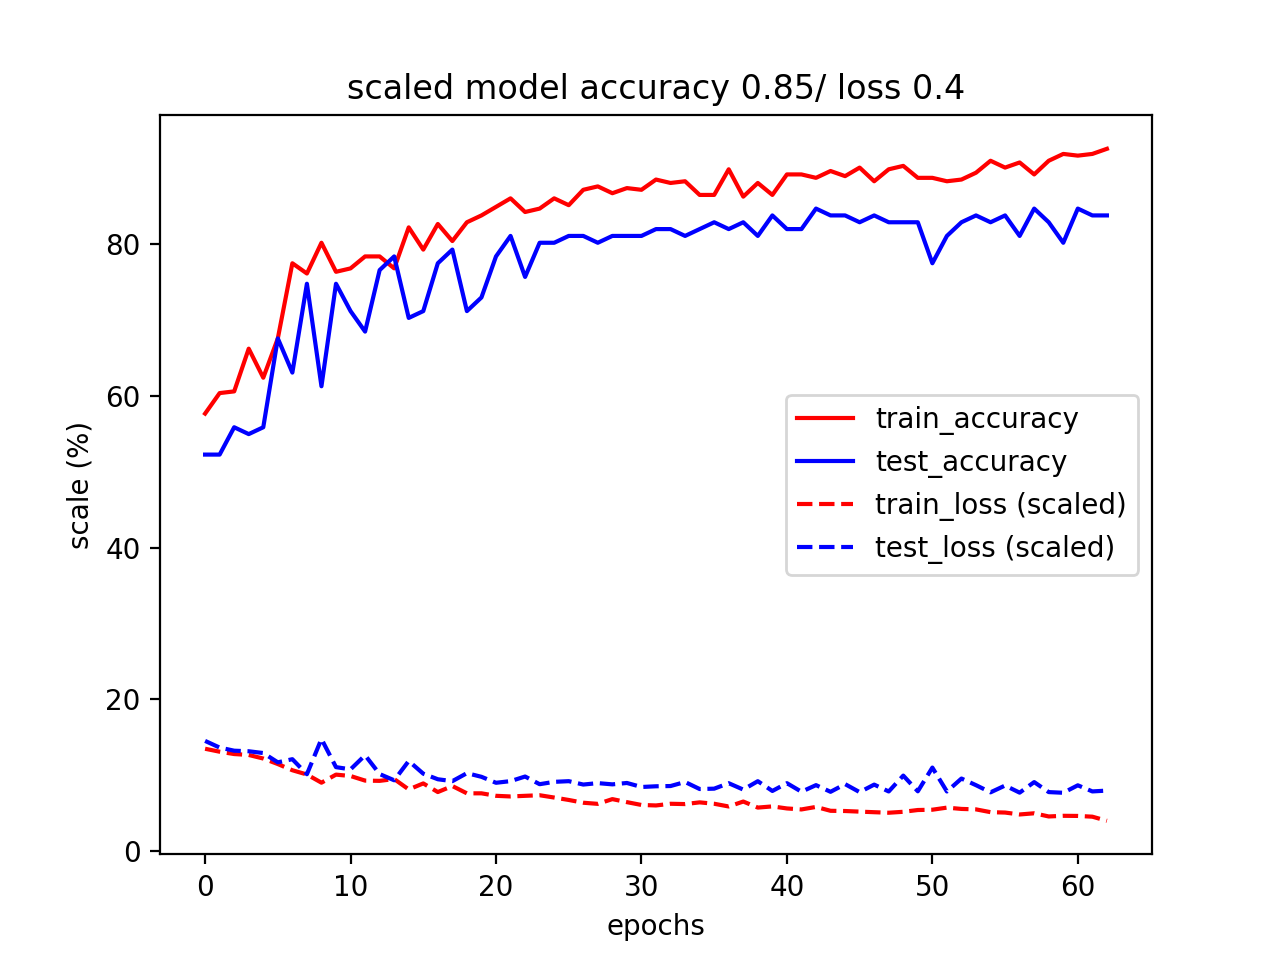 scaled model accuracy 0.85/ loss 0.4
80
60
40
20
0
scale (%)
train_accuracy
test_accuracy
train_loss (scaled)
test_loss (scaled)
0 10 20 30 40 50 60
epochs